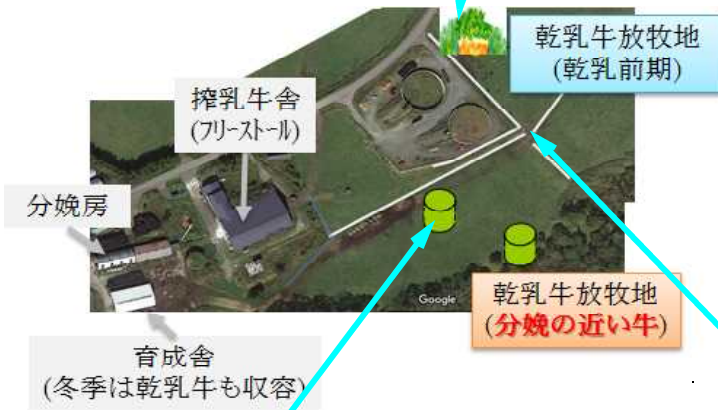 乾乳牛放牧地
(乾乳前期)
搾乳牛舎
(フリーストール)
分娩房
Google
乾乳牛放牧地
(分娩の近い牛)
育成舎
(冬季は乾乳牛も収容)